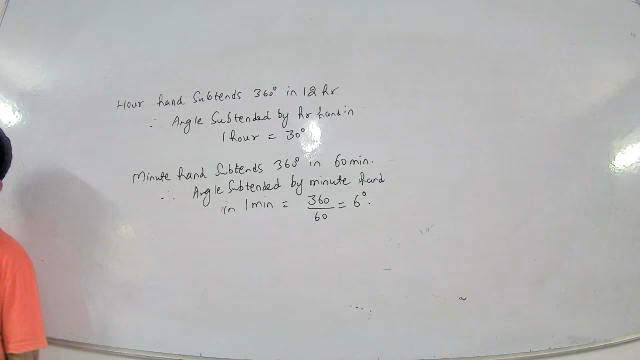 Hour hand Subtends 360° in 12 hr
∴ Angle Subtended by hr hand in
1 hour = 30°
Minute hand Subtends 360° in 60 min.
∴ Angle Subtended by minute hand
in 1 min = 360/60 = 6°.